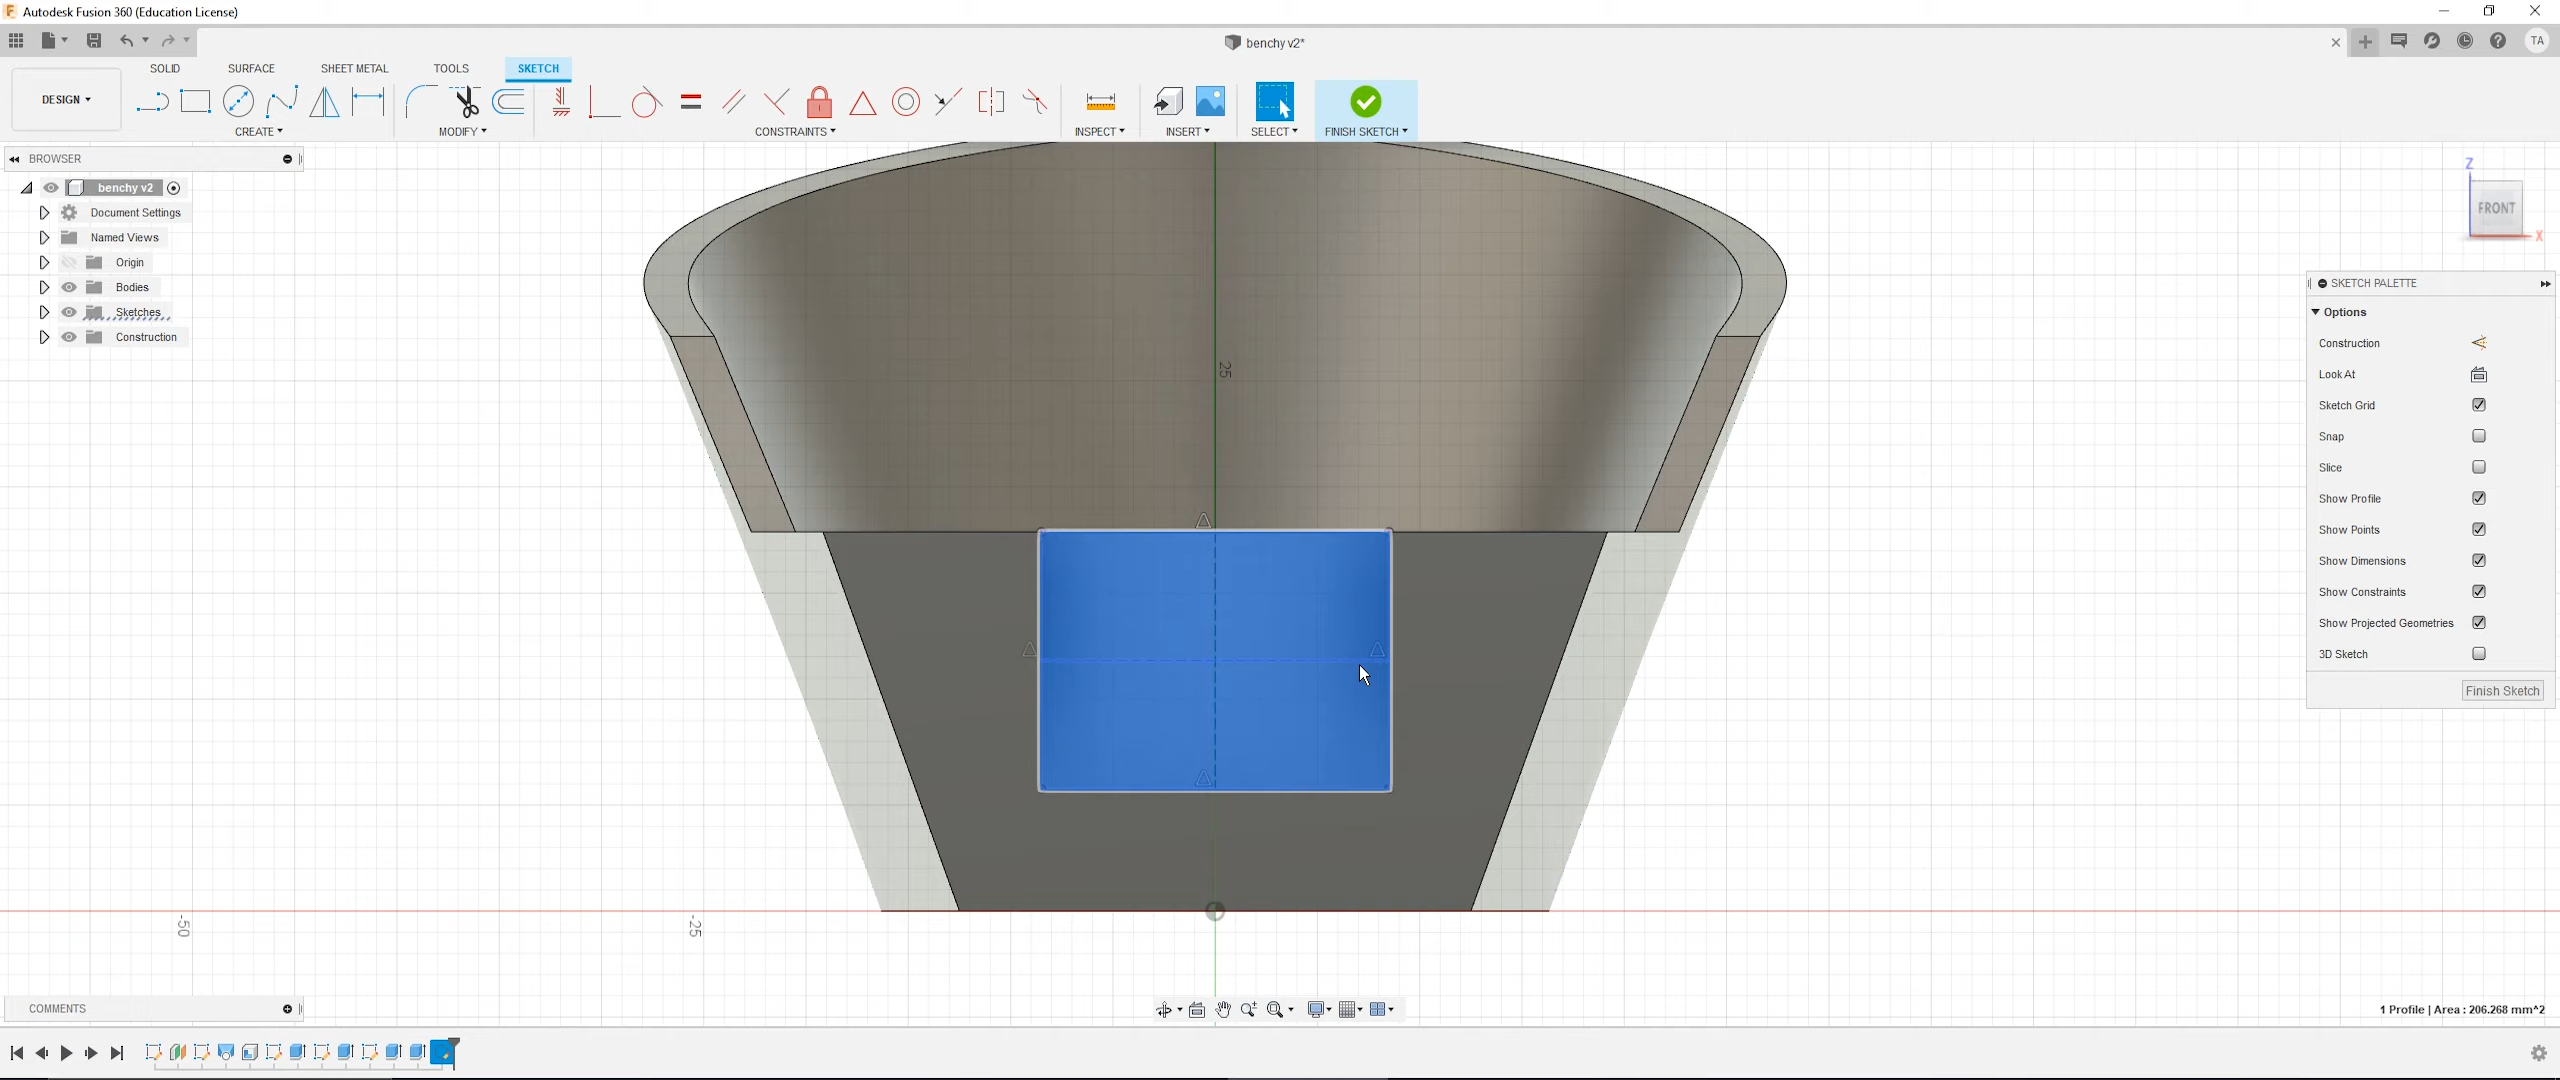 Autodesk Fusion 360 (Education License)
benchy v2*
TA
SOLID SURFACE SHEET METAL TOOLS SKETCH
DESIGN
CREATE MODIFY CONSTRAINTS INSPECT INSERT SELECT FINISH SKETCH
BROWSER
benchy v2
Document Settings
Named Views
Origin
Bodies
Sketches
Construction
Z
FRONT
X
SKETCH PALETTE
Options
Construction
Look At
Sketch Grid
Snap
Slice
Show Profile
Show Points
Show Dimensions
Show Constraints
Show Projected Geometries
3D Sketch
Finish Sketch
25
-50
-25
COMMENTS
1 Profile | Area : 206.268 mm^2